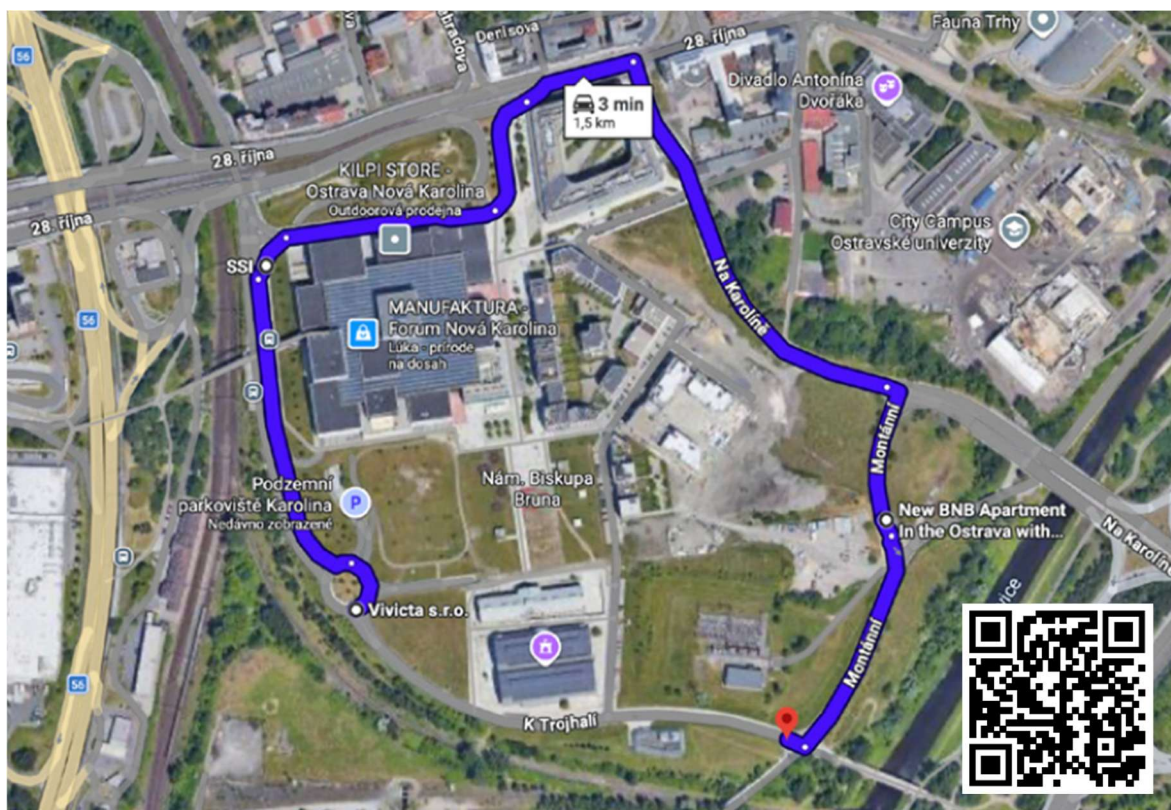 56
Denisova
28. října
Fauna Trhy
Divadlo Antonína
Dvořáka
3 min
1,5 km
28. října
28. října
KILPI STORE -
Ostrava Nová Karolina
Outdoorová prodejna
City Campus
Ostravské univerzity
SSI
Na Karolíně
56
MANUFAKTURA -
Forum Nová Karolina
Lúka - prírode
na dosah
Montánní
Podzemní
parkoviště Karolina
Nedávno zobrazené
P
Nám. Biskupa
Bruna
New BNB Apartment
In the Ostrava with...
Na Karolíně
Vivicta s.r.o.
Montánní
56
K Trojhalí